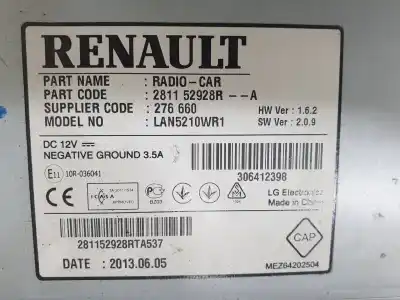 RENAULT
PART NAME : RADIO-CAR
PART CODE : 2811 52928R --A
SUPPLIER CODE : 276 660
HW Ver : 1.6.2
MODEL NO : LAN5210WR1
SW Ver : 2.0.9
DC 12V
NEGATIVE GROUND 3.5A
E11 10R-036041
306412398
LG Electronics
Made in
281152928RTA537
DATE : 2013.06.05
CAP
MEZ64202504